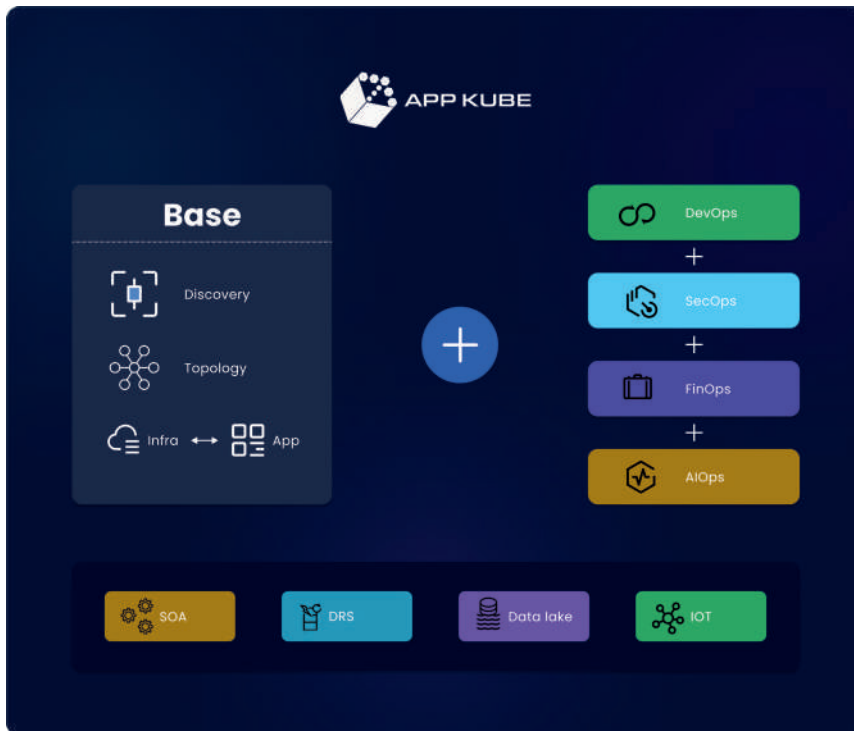 APP KUBE
Base
Discovery
Topology
Infra
App
DevOps
SecOps
FinOps
AIOps
SOA
DRS
Data lake
IOT